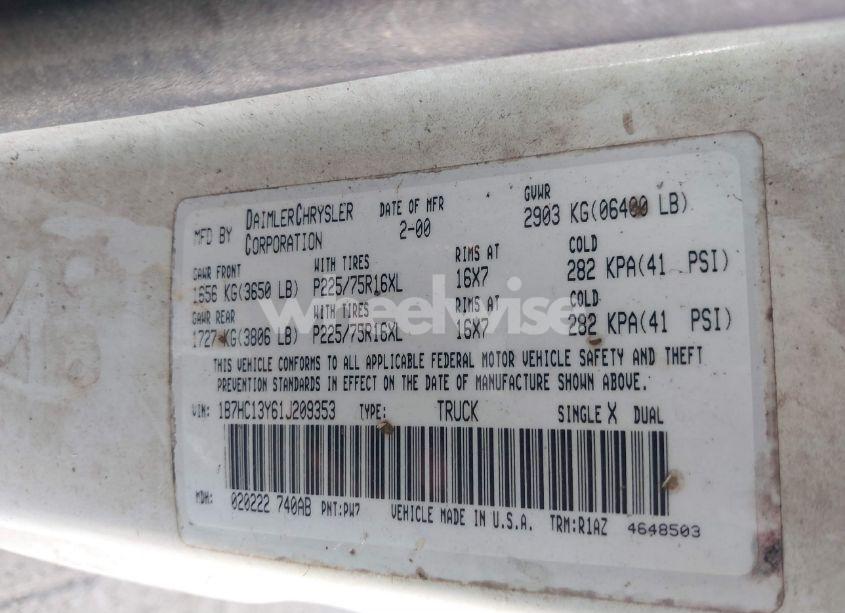 MFD BY DAIMLERCHRYSLER CORPORATION DATE OF MFR 2-00 GVWR 2903 KG(06400 LB)
GAWR FRONT WITH TIRES RIMS AT COLD
1656 KG(3650 LB) P225/75R16XL 16X7 282 KPA(41 PSI)
GAWR REAR WITH TIRES RIMS AT COLD
1727 KG(3806 LB) P225/75R16XL 16X7 282 KPA(41 PSI)
THIS VEHICLE CONFORMS TO ALL APPLICABLE FEDERAL MOTOR VEHICLE SAFETY AND THEFT
PREVENTION STANDARDS IN EFFECT ON THE DATE OF MANUFACTURE SHOWN ABOVE.
VIN: 1B7HC13Y61J209353 TYPE: TRUCK SINGLE X DUAL
MDH: 020222 740AB PNT:PW7 VEHICLE MADE IN U.S.A. TRM:R1AZ 4648503
wheelwise